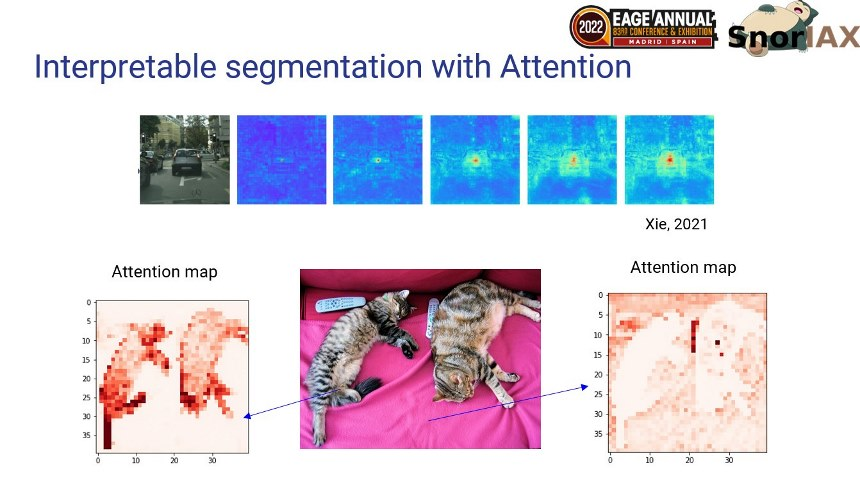 2022
EAGE/ANNUAL
83RD CONFERENCE & EXHIBITION
MADRID | SPAIN
SnorlAX
Interpretable segmentation with Attention
Xie, 2021
Attention map
Attention map
0
5
10
15
20
25
30
35
0 10 20 30
0
5
10
15
20
25
30
35
0 10 20 30